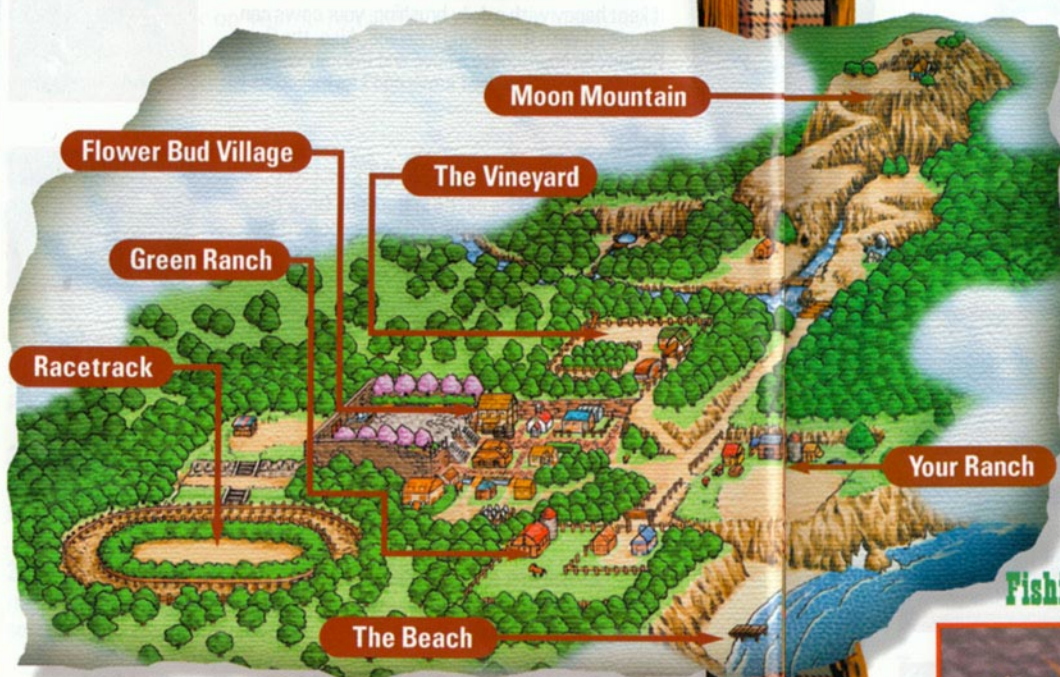 Moon Mountain
Flower Bud Village
The Vineyard
Green Ranch
Racetrack
Your Ranch
Fish
The Beach